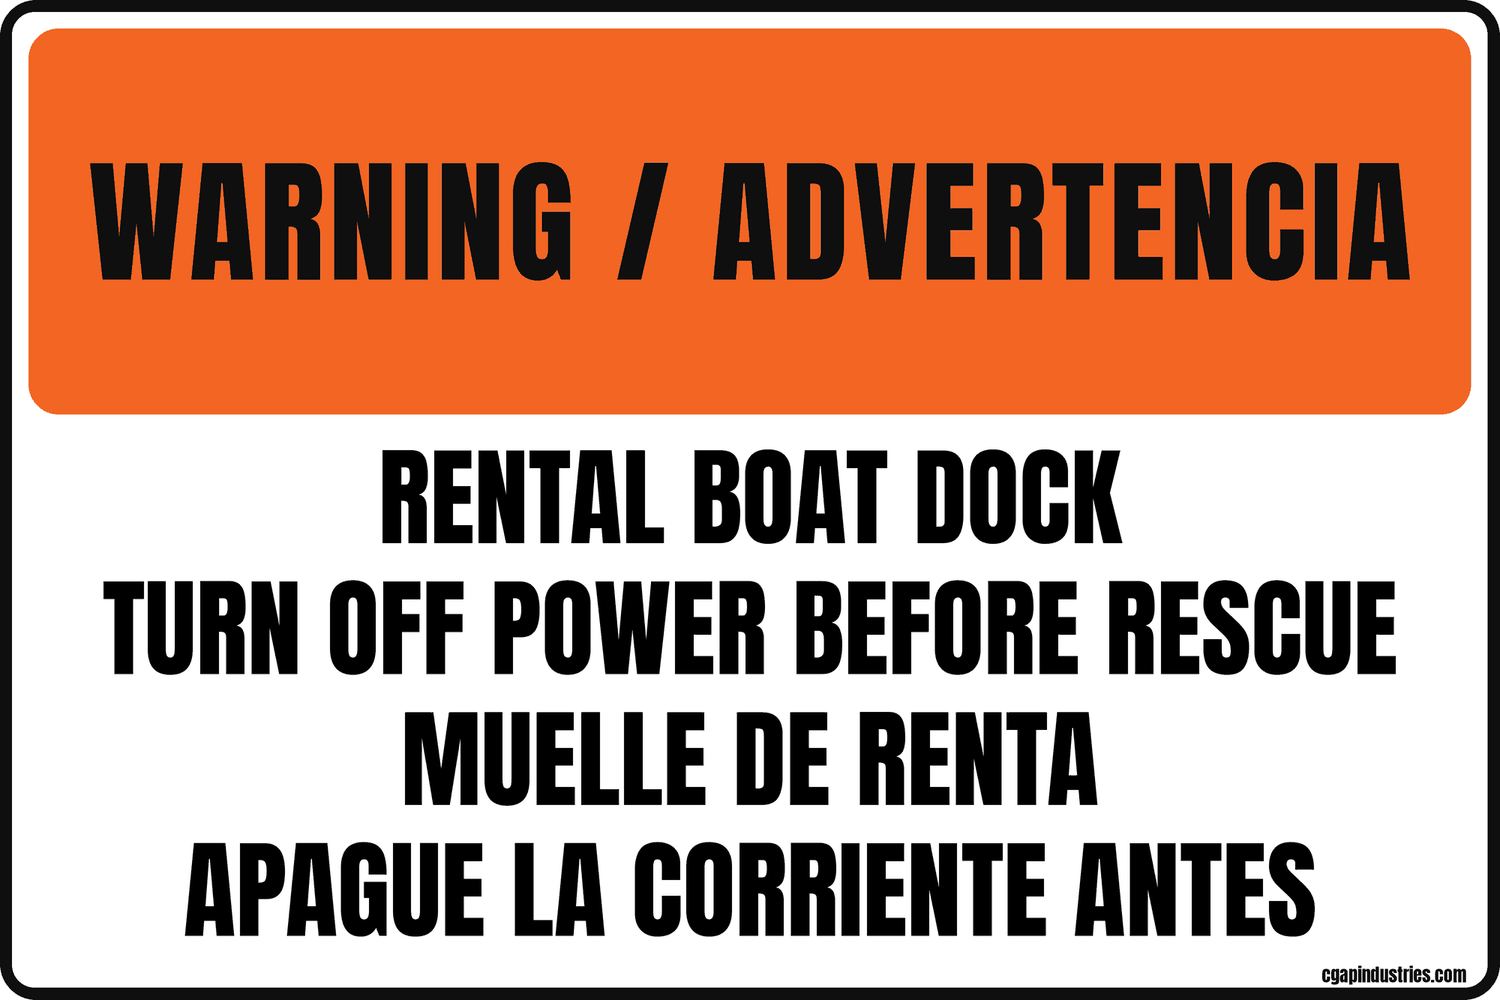 WARNING / ADVERTENCIA
RENTAL BOAT DOCK
TURN OFF POWER BEFORE RESCUE
MUELLE DE RENTA
APAGUE LA CORRIENTE ANTES
cgapindustries.com